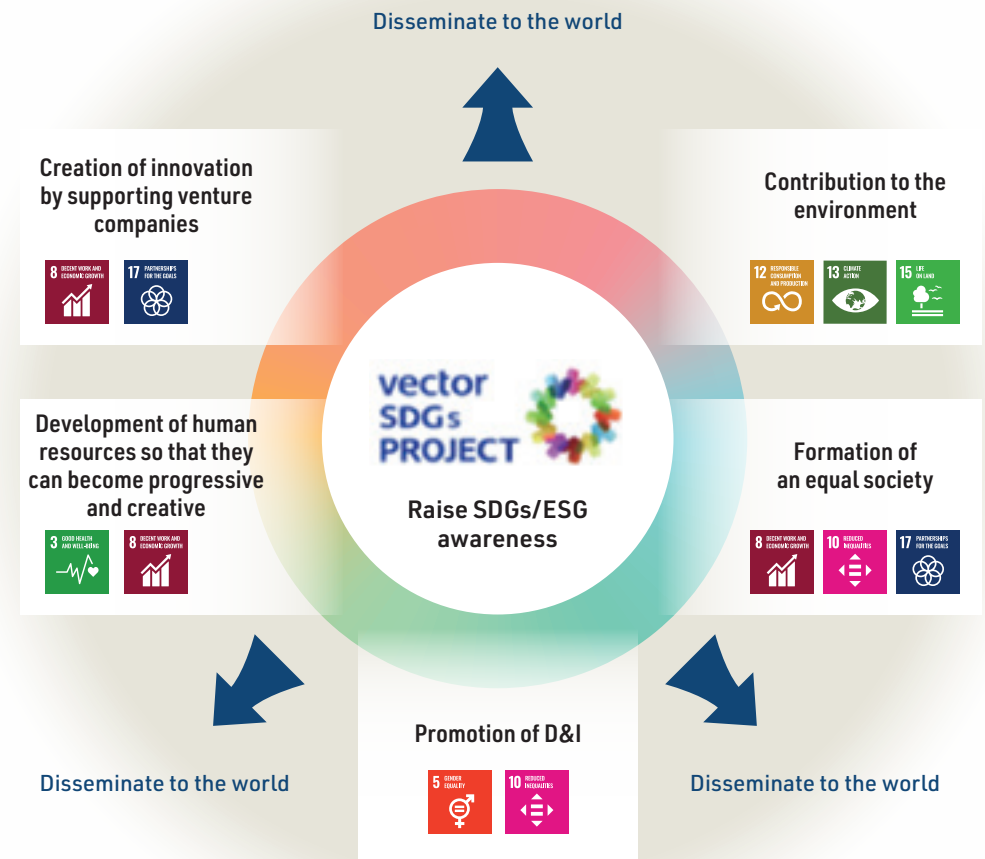 Disseminate to the world
Creation of innovation
by supporting venture
companies
8 DECENT WORK AND
ECONOMIC GROWTH
17 PARTNERSHIPS
FOR THE GOALS
Contribution to the
environment
12 RESPONSIBLE
CONSUMPTION
AND PRODUCTION
13 CLIMATE
ACTION
15 LIFE
ON LAND
vector
SDGs
PROJECT
Raise SDGs/ESG
awareness
Development of human
resources so that they
can become progressive
and creative
3 GOOD HEALTH
AND WELL-BEING
8 DECENT WORK AND
ECONOMIC GROWTH
Formation of
an equal society
8 DECENT WORK AND
ECONOMIC GROWTH
10 REDUCED
INEQUALITIES
17 PARTNERSHIPS
FOR THE GOALS
Promotion of D&I
5 GENDER
EQUALITY
10 REDUCED
INEQUALITIES
Disseminate to the world
Disseminate to the world